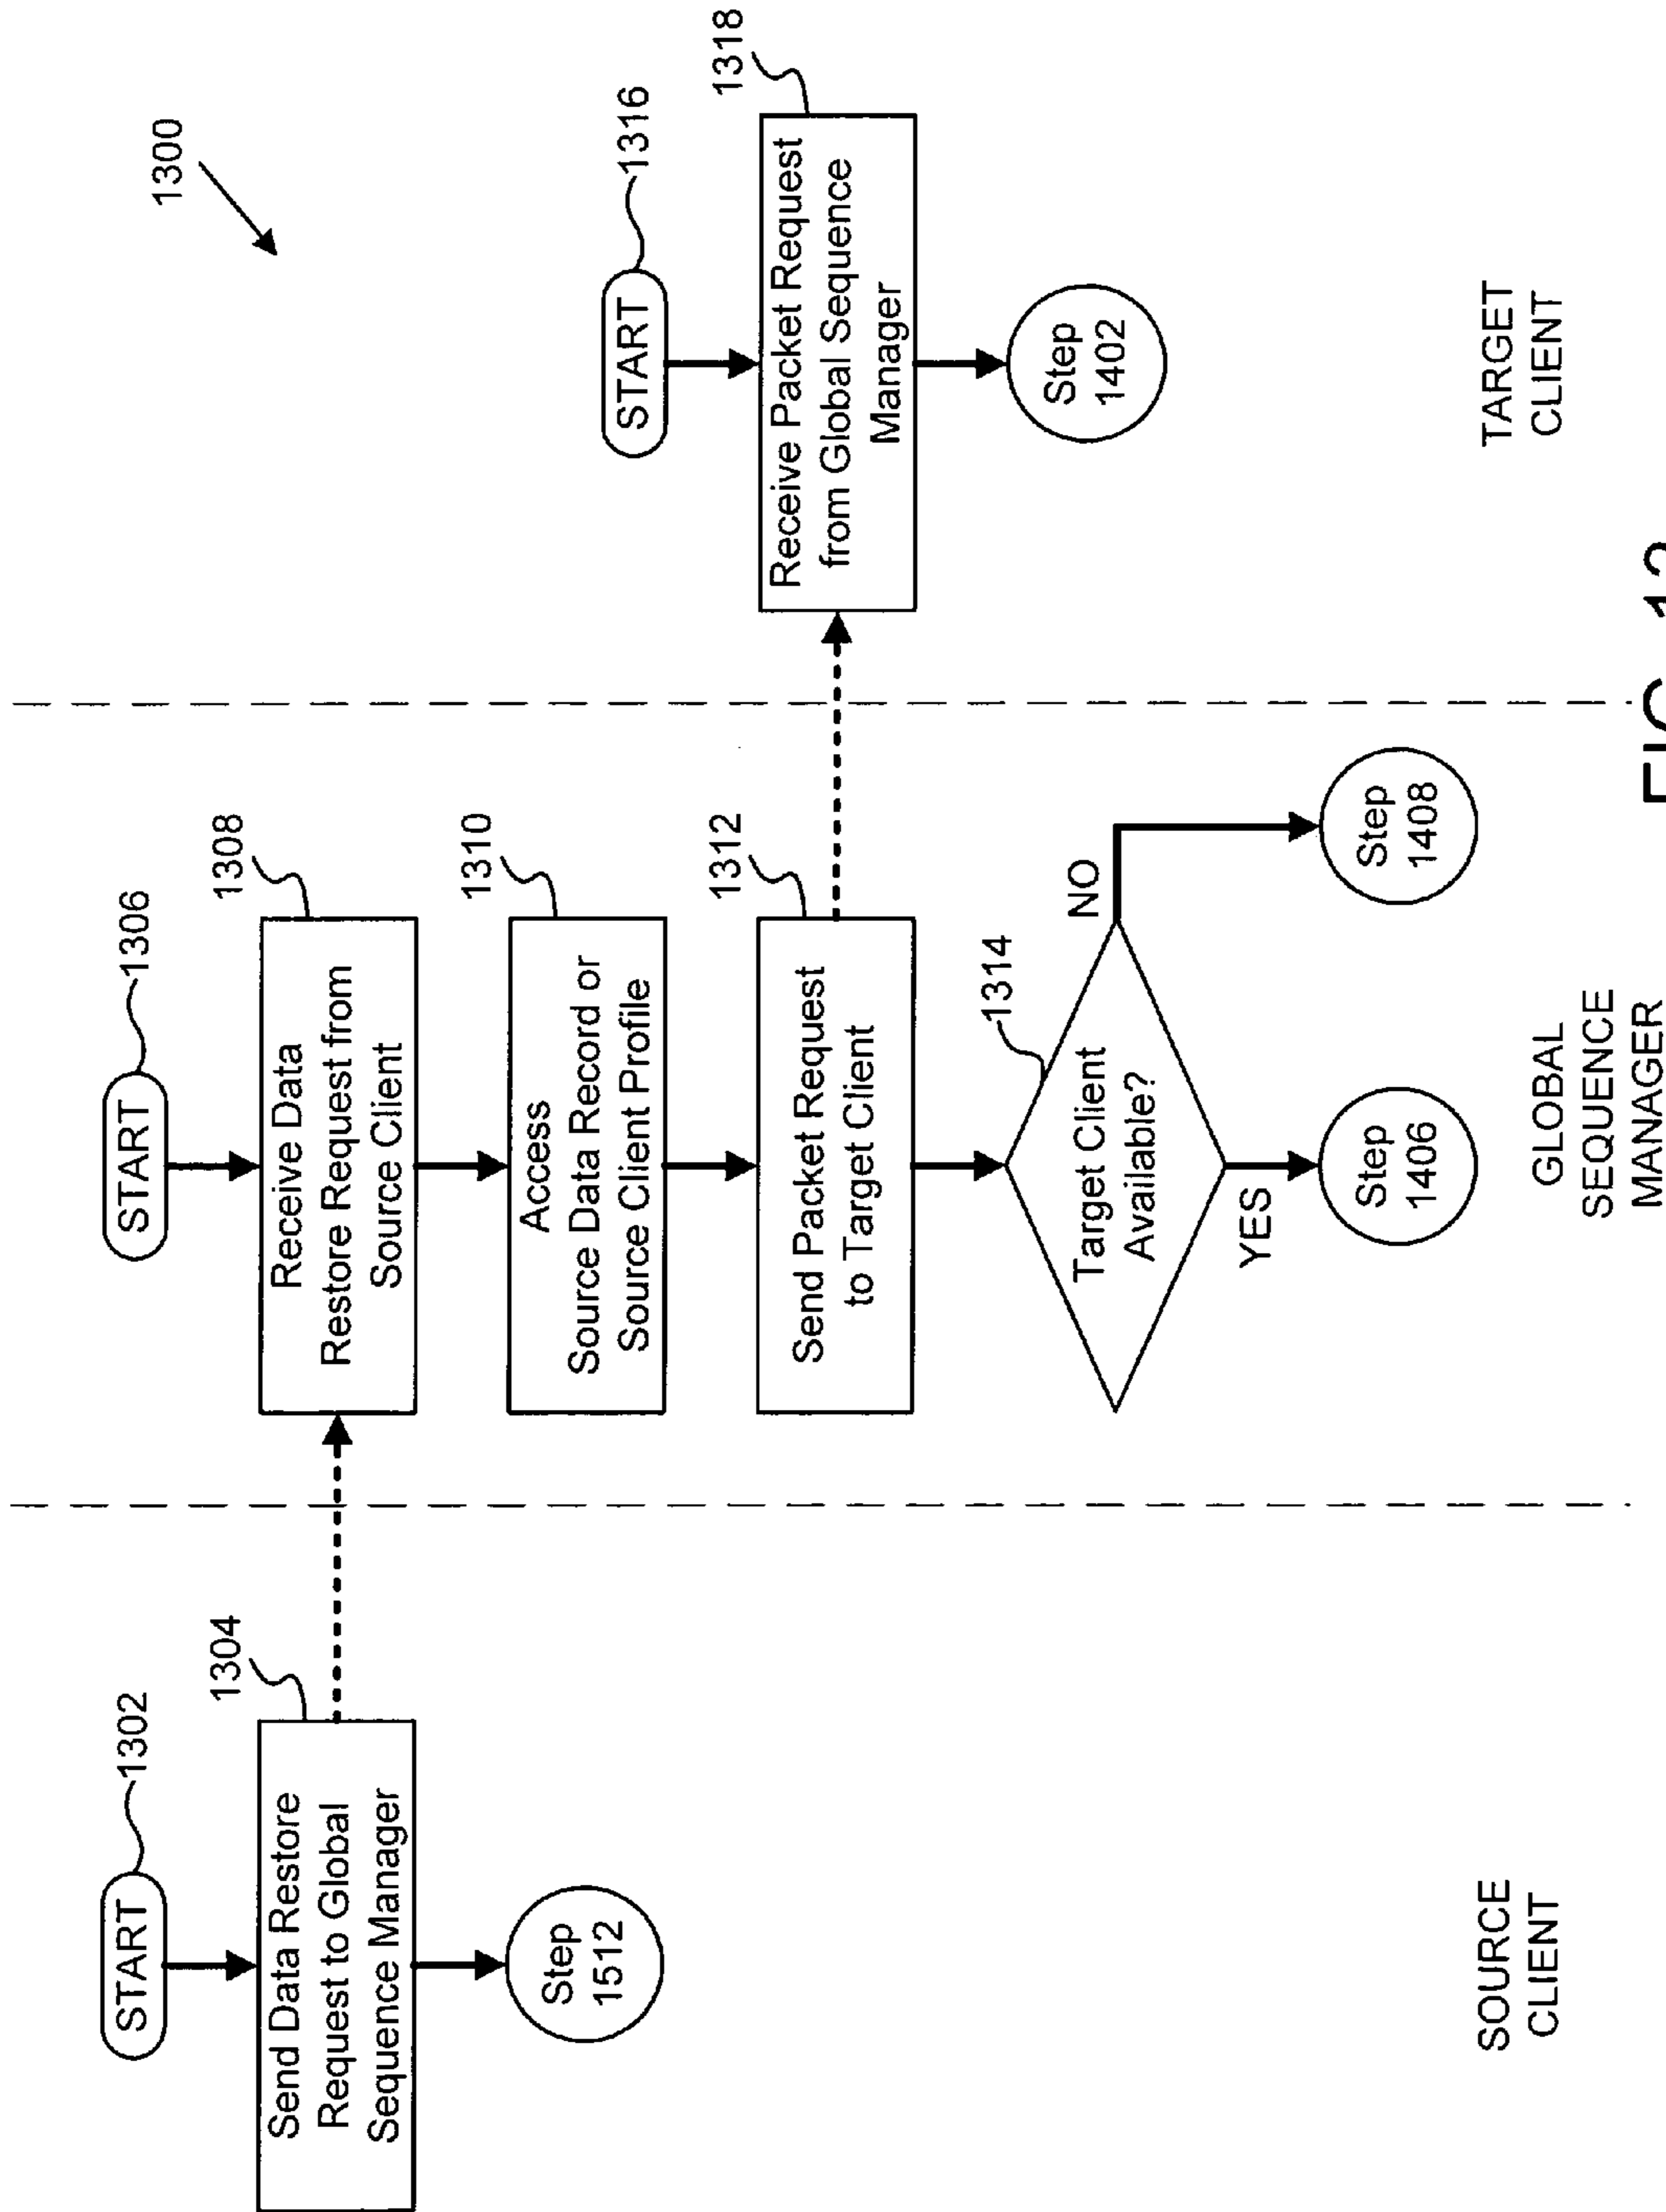 1300
START
1302
Send Data Restore
Request to Global
Sequence Manager
1304
Step
1512
SOURCE
CLIENT
START
1306
Receive Data
Restore Request from
Source Client
1308
Access
Source Data Record or
Source Client Profile
1310
Send Packet Request
to Target Client
1312
Target Client
Available?
1314
NO
YES
Step
1406
Step
1408
GLOBAL
SEQUENCE
MANAGER
START
1316
Receive Packet Request
from Global Sequence
Manager
1318
Step
1402
TARGET
CLIENT